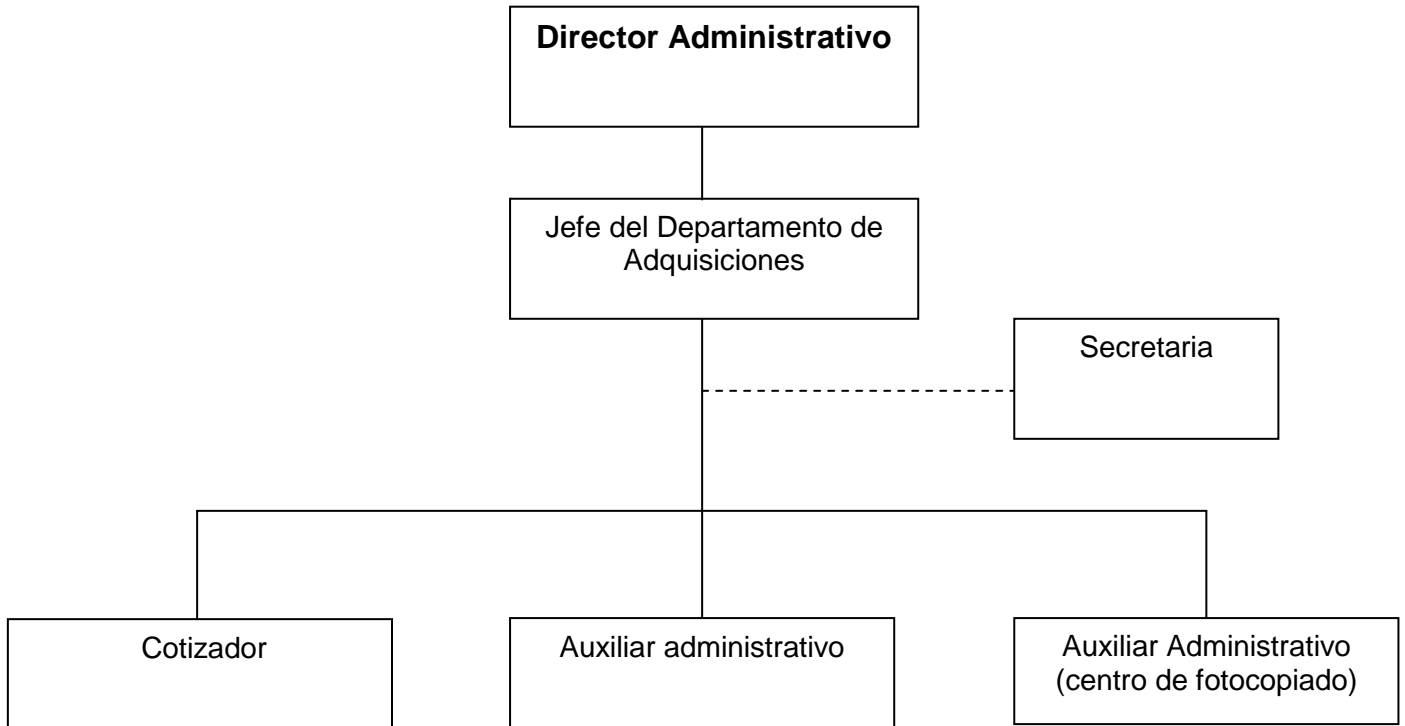 Director Administrativo
Jefe del Departamento de
Adquisiciones
Secretaria
Cotizador
Auxiliar administrativo
Auxiliar Administrativo
(centro de fotocopiado)